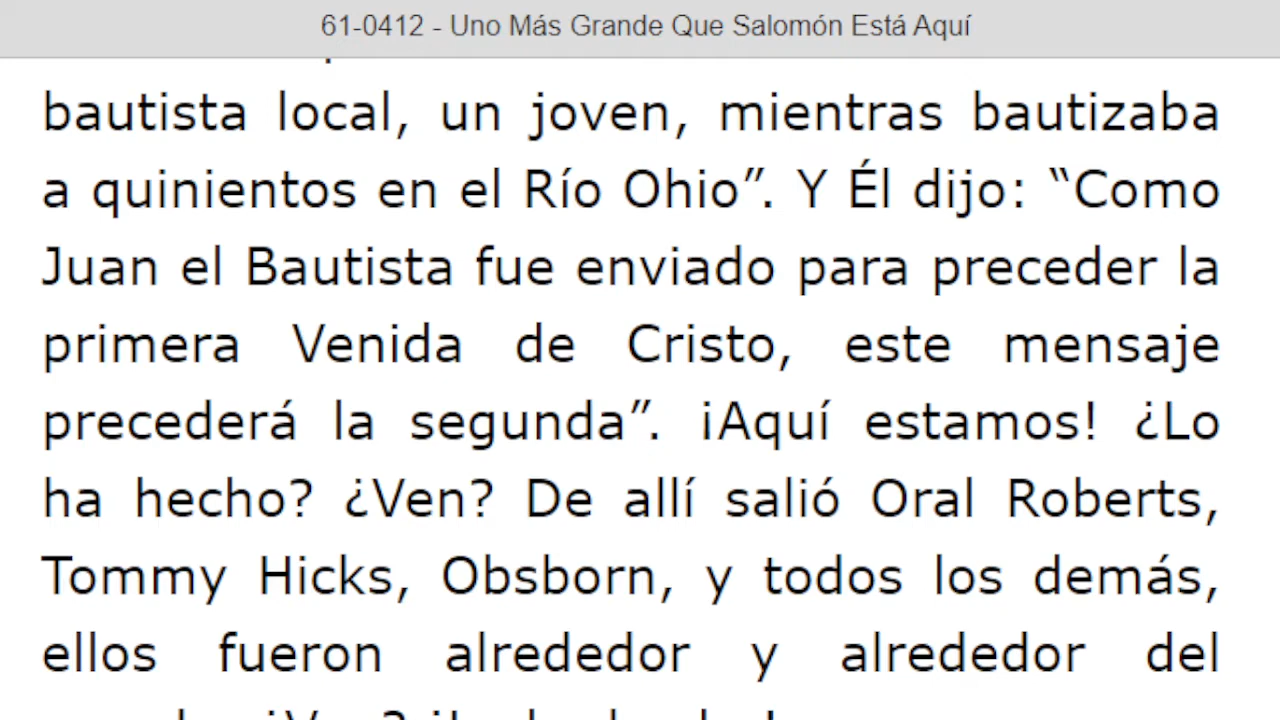 61-0412 - Uno Más Grande Que Salomón Está Aquí
bautista local, un joven, mientras bautizaba
a quinientos en el Río Ohio”. Y Él dijo: “Como
Juan el Bautista fue enviado para preceder la
primera Venida de Cristo, este mensaje
precederá la segunda”. ¡Aquí estamos! ¿Lo
ha hecho? ¿Ven? De allí salió Oral Roberts,
Tommy Hicks, Obsborn, y todos los demás,
ellos fueron alrededor y alrededor del